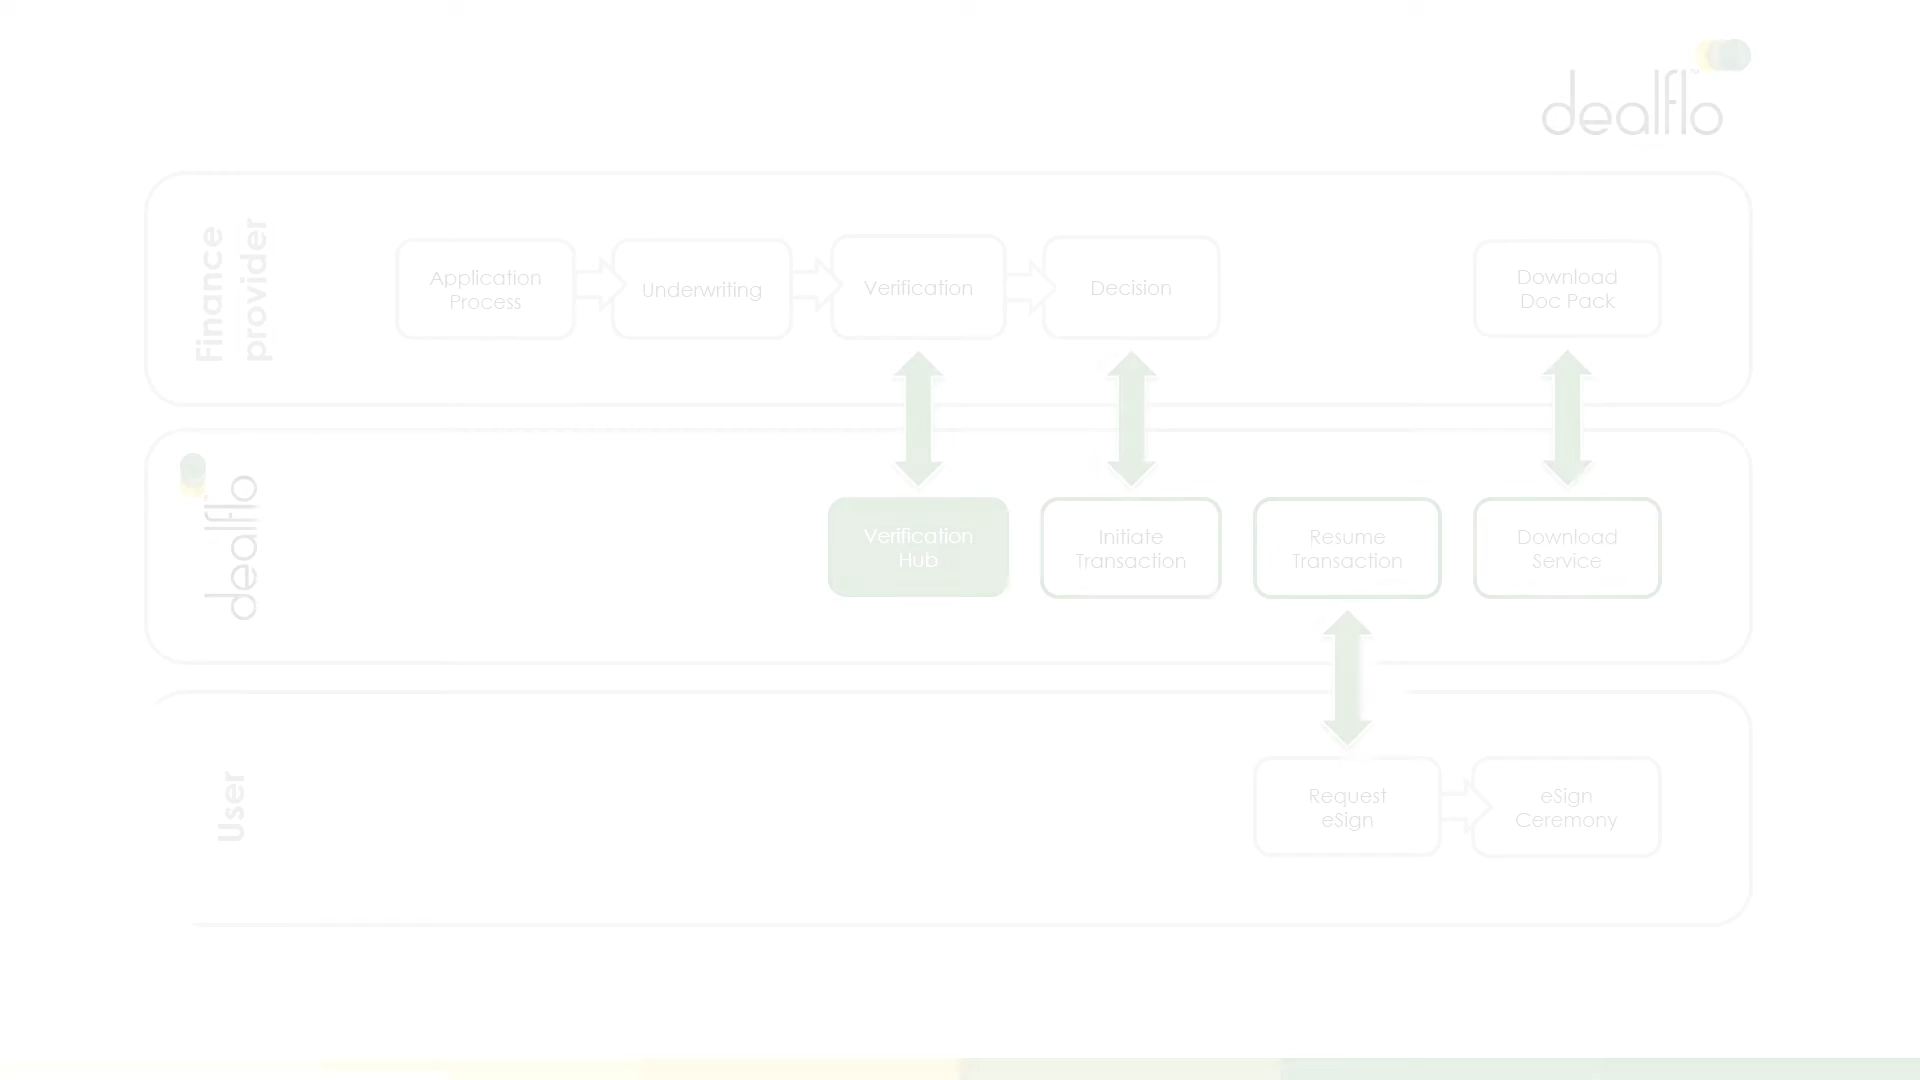 dealflo
Finance
provider
Application
Process
Underwriting
Verification
Decision
Download
Doc Pack
dealflo
Verification
Hub
Initiate
Transaction
Resume
Transaction
Download
Service
User
Request
eSign
eSign
Ceremony